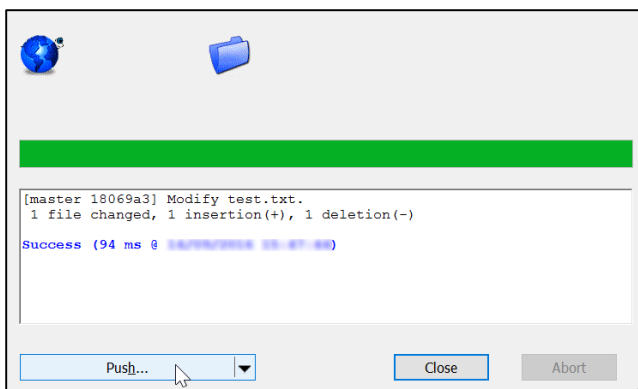 [master 18069a3] Modify test.txt.
1 file changed, 1 insertion(+), 1 deletion(-)
Success (94 ms @ )
Push...
Close
Abort